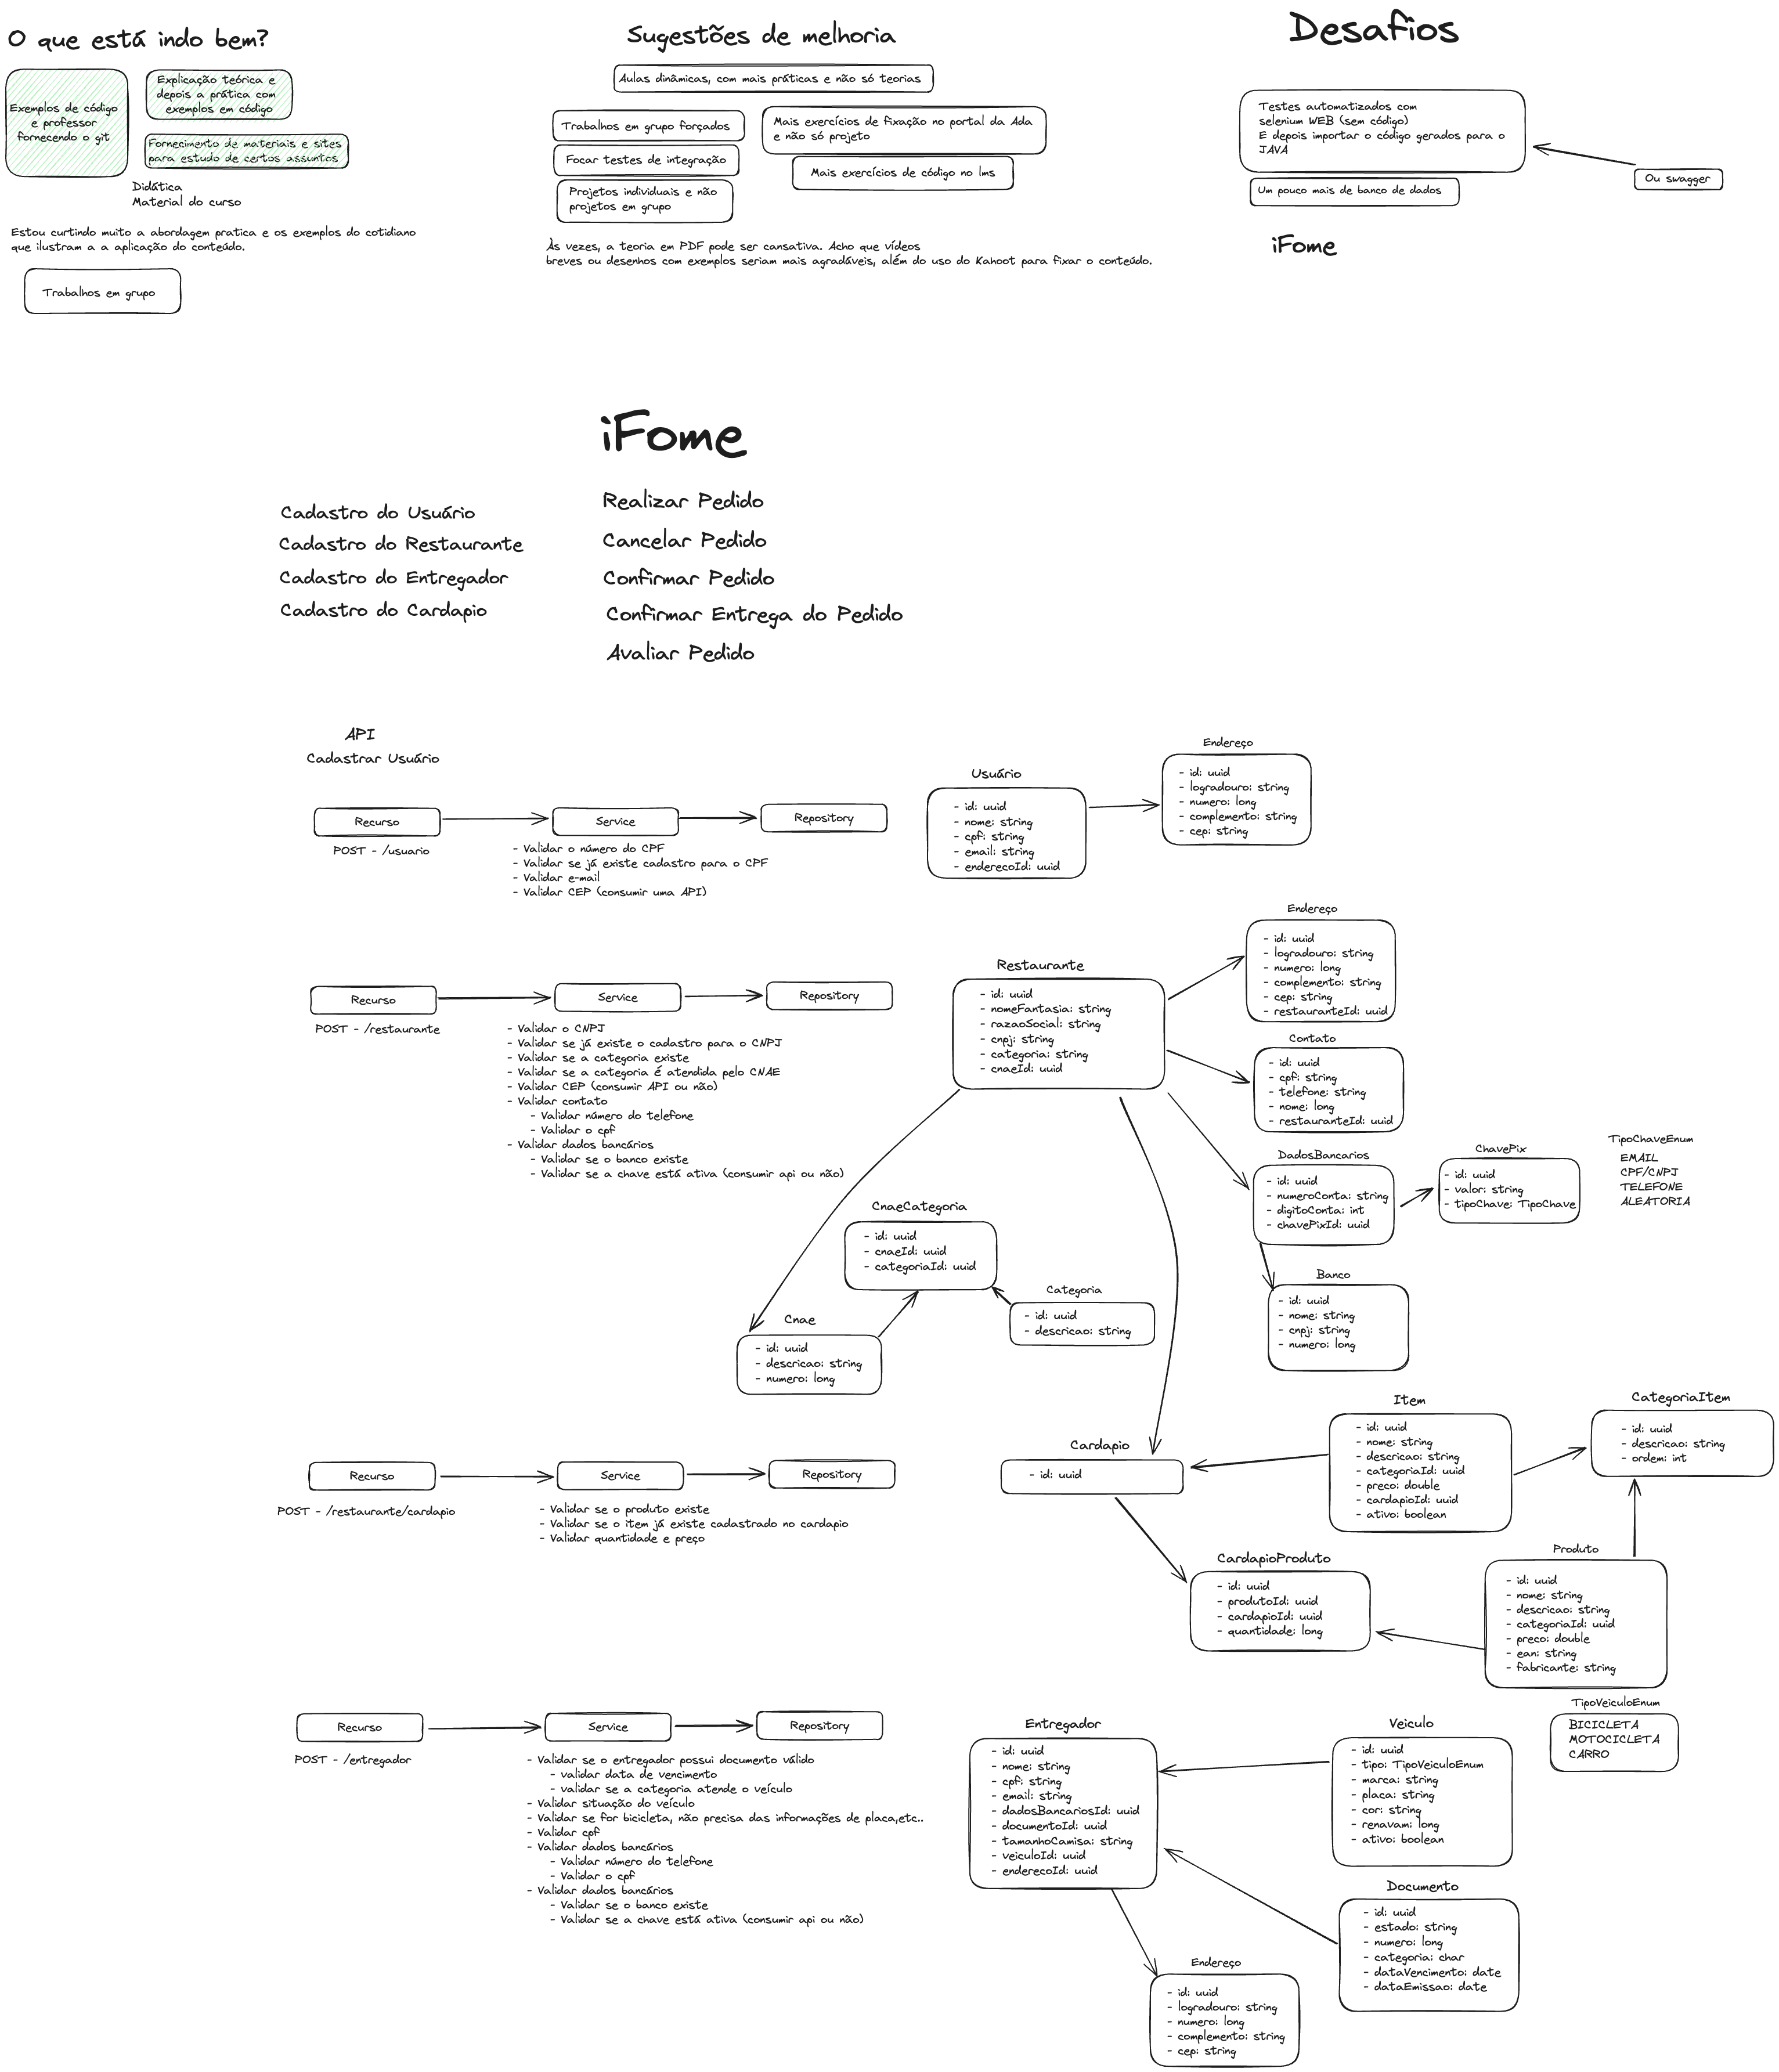 O que está indo bem?
Exemplos de código
e professor
fornecendo o git
Explicação teórica e
depois a prática com
exemplos em código
Fornecimento de materiais e sites
para estudo de certos assuntos
Didática
Material do curso
Estou curtindo muito a abordagem pratica e os exemplos do cotidiano
que ilustram a a aplicação do conteúdo.
Trabalhos em grupo
Sugestões de melhoria
Aulas dinâmicas, com mais práticas e não só teorias
Trabalhos em grupo forçados
Focar testes de integração
Projetos individuais e não
projetos em grupo
Mais exercícios de fixação no portal da Ada
e não só projeto
Mais exercícios de código no lms
Às vezes, a teoria em PDF pode ser cansativa. Acho que vídeos
breves ou desenhos com exemplos seriam mais agradáveis, além do uso do Kahoot para fixar o conteúdo.
Desafios
Testes automatizados com
selenium WEB (sem código)
E depois importar o código gerados para o
JAVA
Ou swagger
Um pouco mais de banco de dados
iFome
iFome
Cadastro do Usuário
Cadastro do Restaurante
Cadastro do Entregador
Cadastro do Cardapio
Realizar Pedido
Cancelar Pedido
Confirmar Pedido
Confirmar Entrega do Pedido
Avaliar Pedido
API
Cadastrar Usuário
Recurso
POST - /usuario
Service
- Validar o número do CPF
- Validar se já existe cadastro para o CPF
- Validar e-mail
- Validar CEP (consumir uma API)
Repository
Usuário
- id: uuid
- nome: string
- cpf: string
- email: string
- enderecoId: uuid
Endereço
- id: uuid
- logradouro: string
- numero: long
- complemento: string
- cep: string
Recurso
POST - /restaurante
Service
- Validar o CNPJ
- Validar se já existe o cadastro para o CNPJ
- Validar se a categoria existe
- Validar se a categoria é atendida pelo CNAE
- Validar CEP (consumir API ou não)
- Validar contato
- Validar número do telefone
- Validar o cpf
- Validar dados bancários
- Validar se o banco existe
- Validar se a chave está ativa (consumir api ou não)
Repository
Restaurante
- id: uuid
- nomeFantasia: string
- razaoSocial: string
- cnpj: string
- categoria: string
- cnaeId: uuid
Endereço
- id: uuid
- logradouro: string
- numero: long
- complemento: string
- cep: string
- restauranteId: uuid
Contato
- id: uuid
- cpf: string
- telefone: string
- nome: long
- restauranteId: uuid
DadosBancarios
- id: uuid
- numeroConta: string
- digitoConta: int
- chavePixId: uuid
ChavePix
- id: uuid
- valor: string
- tipoChave: TipoChave
TipoChaveEnum
EMAIL
CPF/CNPJ
TELEFONE
ALEATORIA
Banco
- id: uuid
- nome: string
- cnpj: string
- numero: long
CnaeCategoria
- id: uuid
- cnaeId: uuid
- categoriaId: uuid
Categoria
- id: uuid
- descricao: string
Cnae
- id: uuid
- descricao: string
- numero: long
Recurso
POST - /restaurante/cardapio
Service
- Validar se o produto existe
- Validar se o item já existe cadastrado no cardapio
- Validar quantidade e preço
Repository
Cardapio
- id: uuid
Item
- id: uuid
- nome: string
- descricao: string
- categoriaId: uuid
- preco: double
- cardapioId: uuid
- ativo: boolean
CategoriaItem
- id: uuid
- descricao: string
- ordem: int
CardapioProduto
- id: uuid
- produtoId: uuid
- cardapioId: uuid
- quantidade: long
Produto
- id: uuid
- nome: string
- descricao: string
- categoriaId: uuid
- preco: double
- ean: string
- fabricante: string
Recurso
POST - /entregador
Service
- Validar se o entregador possui documento válido
- validar data de vencimento
- validar se a categoria atende o veículo
- Validar situação do veículo
- Validar se for bicicleta, não precisa das informações de placa,etc..
- Validar cpf
- Validar dados bancários
- Validar número do telefone
- Validar o cpf
- Validar dados bancários
- Validar se o banco existe
- Validar se a chave está ativa (consumir api ou não)
Repository
Entregador
- id: uuid
- nome: string
- cpf: string
- email: string
- dadosBancariosId: uuid
- documentoId: uuid
- tamanhoCamisa: string
- veiculoId: uuid
- enderecoId: uuid
Veiculo
- id: uuid
- tipo: TipoVeiculoEnum
- marca: string
- placa: string
- cor: string
- renavam: long
- ativo: boolean
TipoVeiculoEnum
BICICLETA
MOTOCICLETA
CARRO
Documento
- id: uuid
- estado: string
- numero: long
- categoria: char
- dataVencimento: date
- dataEmissao: date
Endereço
- id: uuid
- logradouro: string
- numero: long
- complemento: string
- cep: string